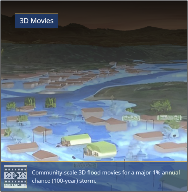 3D Movies
Community-scale 3D flood movies for a major 1% annual
chance (100-year) storm.